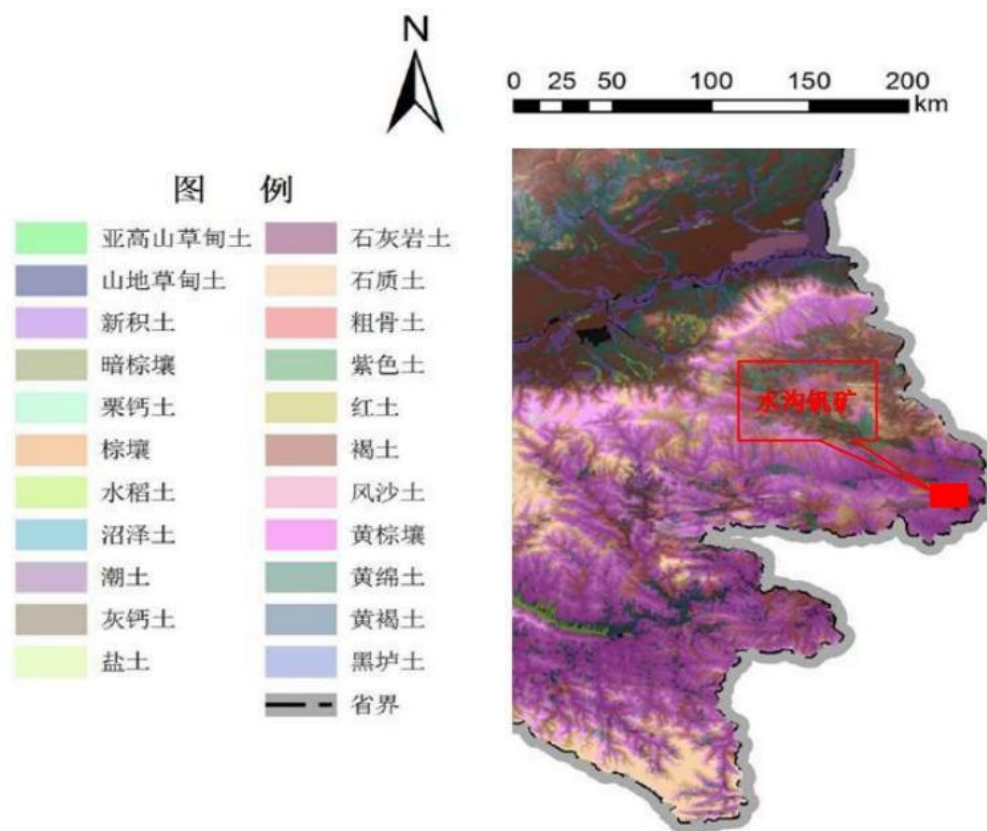 N
0 25 50 100 150 200
km
图 例
亚高山草甸土
山地草甸土
新积土
暗棕壤
栗钙土
棕壤
水稻土
沼泽土
潮土
灰钙土
盐土
石灰岩土
石质土
粗骨土
紫色土
红土
褐土
风沙土
黄棕壤
黄绵土
黄褐土
黑垆土
省界
水沟钒矿